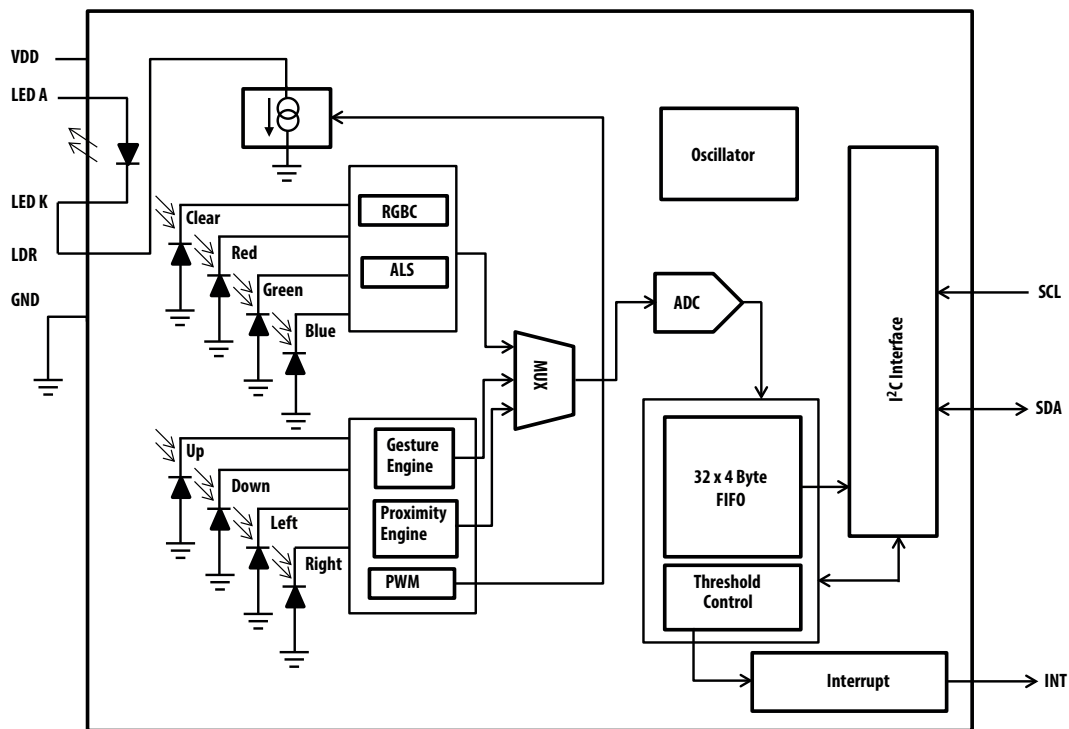 VDD
LED A
LED K
LDR
GND
Oscillator
Clear
Red
Green
Blue
RGBC
ALS
MUX
ADC
I²C Interface
SCL
SDA
Up
Down
Left
Right
Gesture
Engine
Proximity
Engine
PWM
32 x 4 Byte
FIFO
Threshold
Control
Interrupt
INT